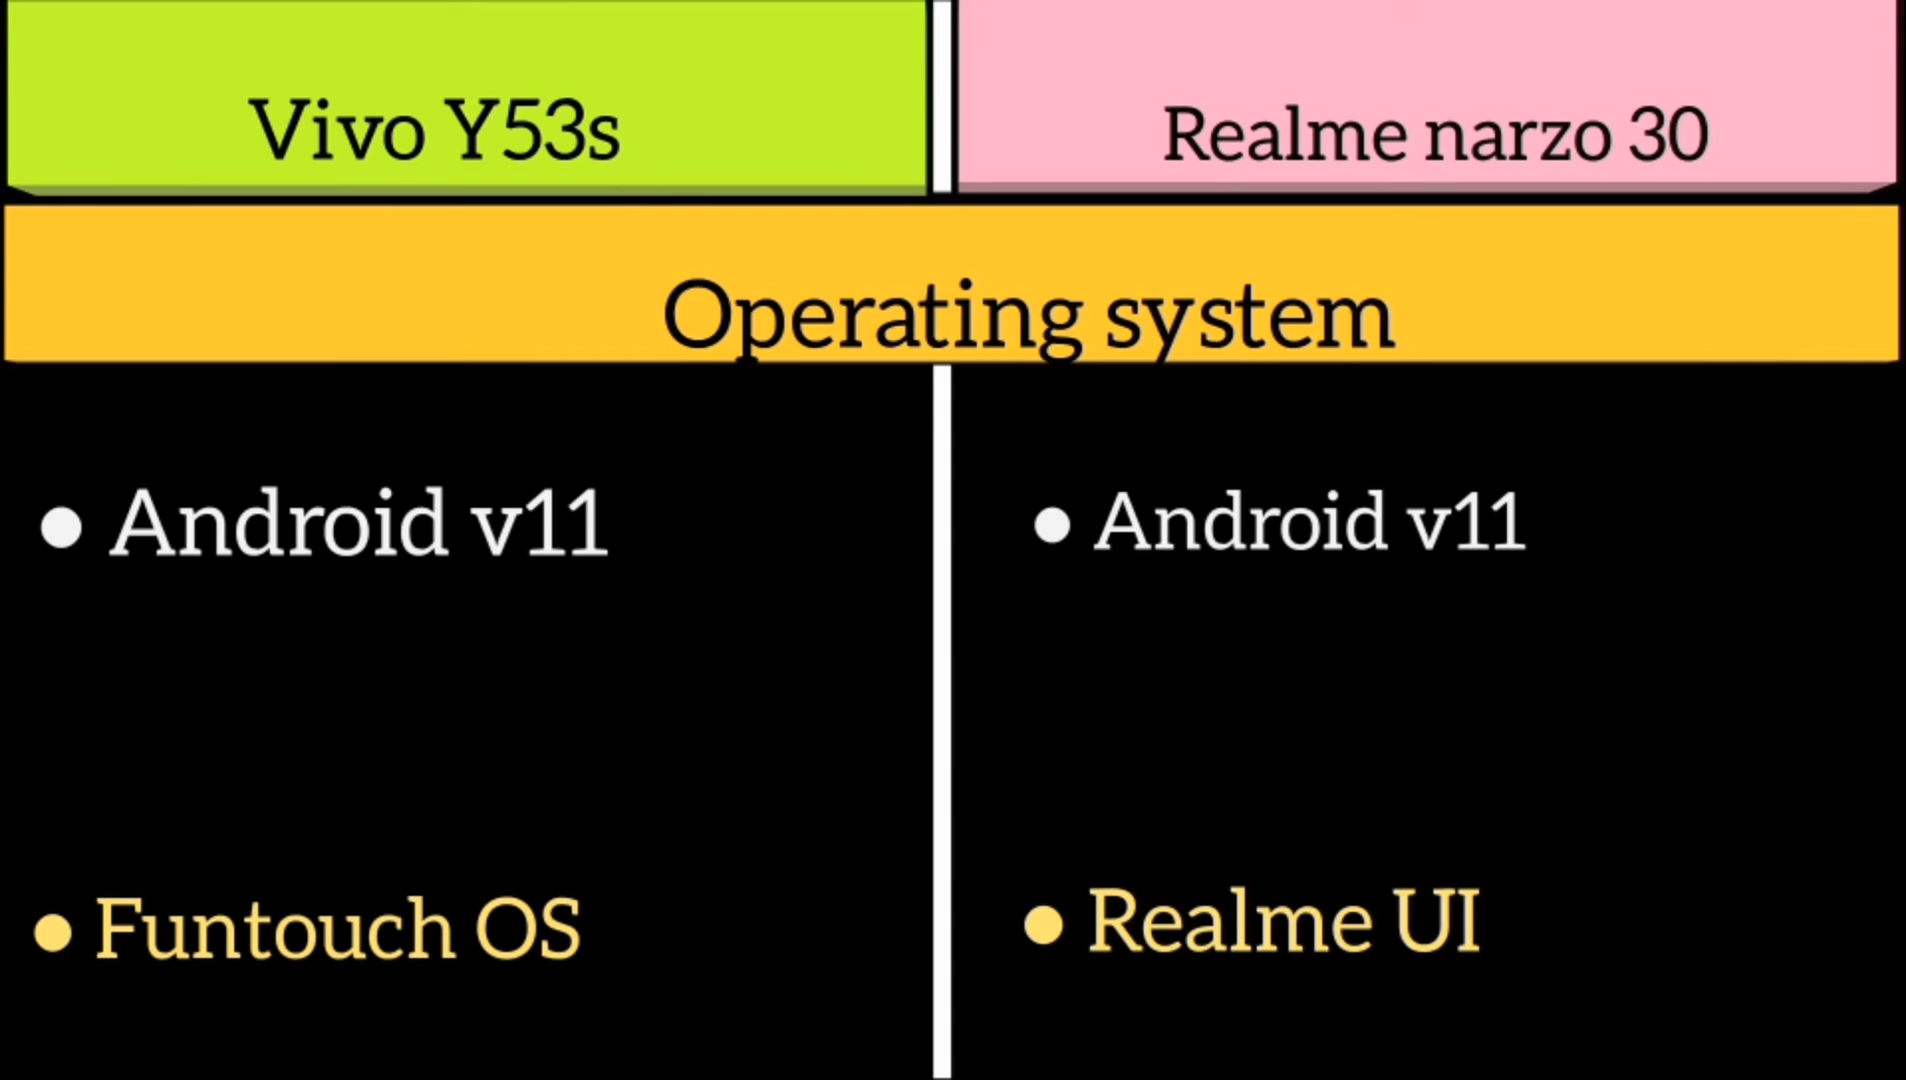 Vivo Y53s
Realme narzo 30
Operating system
• Android v11
• Android v11
• Funtouch OS
• Realme UI